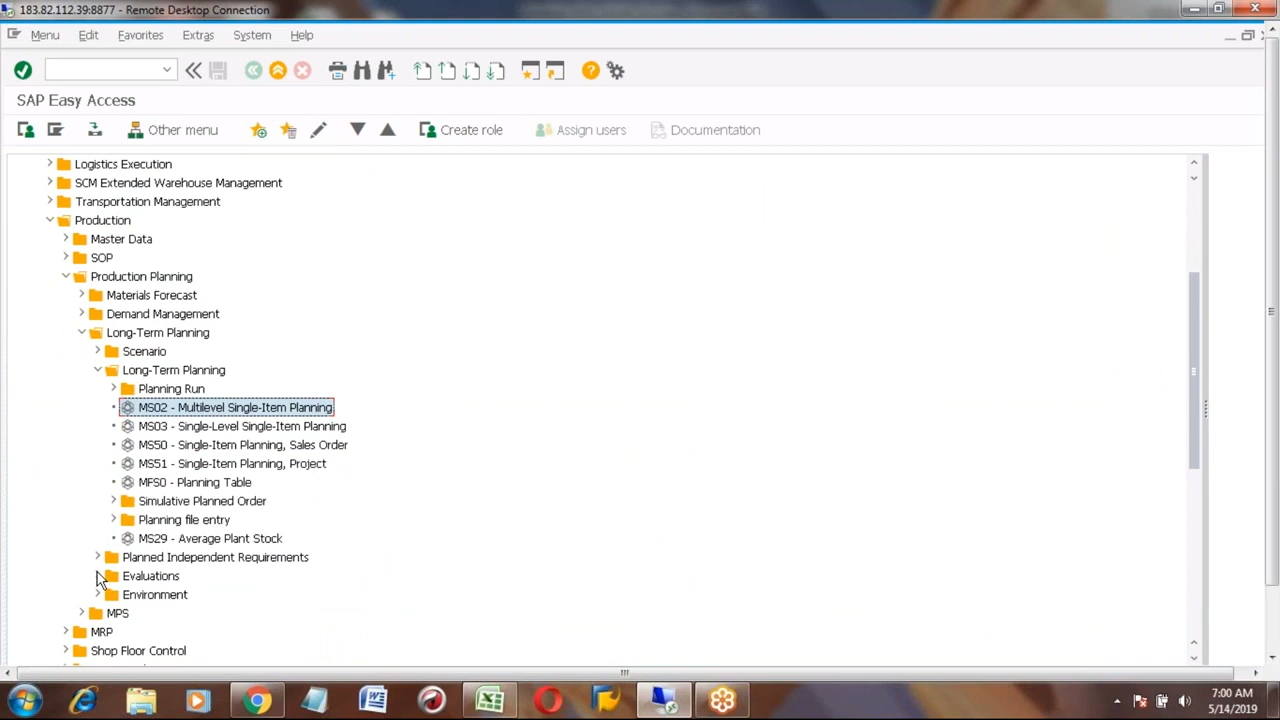 183.82.112.39:8877 - Remote Desktop Connection
Menu Edit Favorites Extras System Help
SAP Easy Access
Other menu Create role Assign users Documentation
Logistics Execution
SCM Extended Warehouse Management
Transportation Management
Production
Master Data
SOP
Production Planning
Materials Forecast
Demand Management
Long-Term Planning
Scenario
Long-Term Planning
Planning Run
MS02 - Multilevel Single-Item Planning
MS03 - Single-Level Single-Item Planning
MS50 - Single-Item Planning, Sales Order
MS51 - Single-Item Planning, Project
MFS0 - Planning Table
Simulative Planned Order
Planning file entry
MS29 - Average Plant Stock
Planned Independent Requirements
Evaluations
Environment
MPS
MRP
Shop Floor Control
7:00 AM
5/14/2019